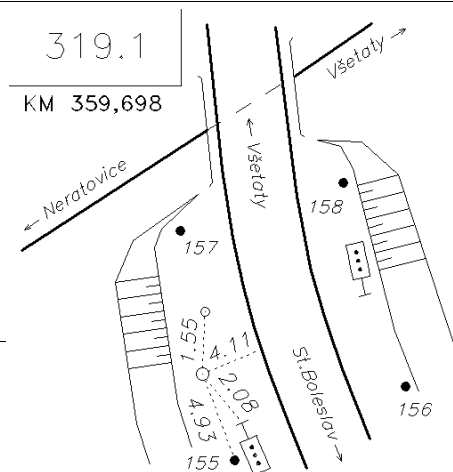 319.1
KM 359,698
Všetaty
← Neratovice
← Všetaty
158
157
1.55
4.11
2.08
4.93
St.Boleslav
156
155